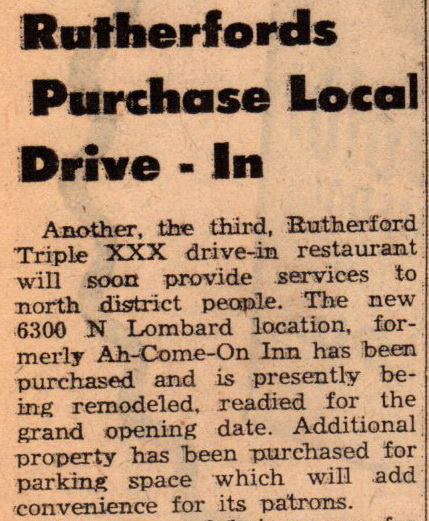 Rutherfords
Purchase Local
Drive - In
Another, the third, Rutherford
Triple XXX drive-in restaurant
will soon provide services to
north district people. The new
6300 N Lombard location, for-
merly Ah-Come-On Inn has been
purchased and is presently be-
ing remodeled, readied for the
grand opening date. Additional
property has been purchased for
parking space which will add
convenience for its patrons.